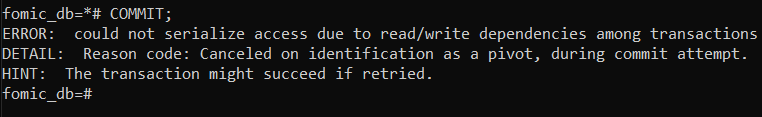 fomic_db=*# COMMIT;
ERROR:  could not serialize access due to read/write dependencies among transactions
DETAIL:  Reason code: Canceled on identification as a pivot, during commit attempt.
HINT:  The transaction might succeed if retried.
fomic_db=#